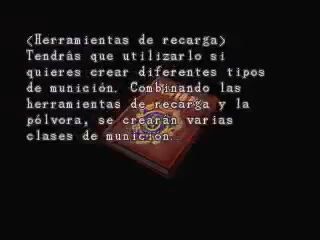 (Herramientas de recarga)
Tendrás que utilizarlo si
quieres crear diferentes tipos
de munición. Combinando las
herramientas de recarga y la
pólvora, se crearán varias
clases de munición.